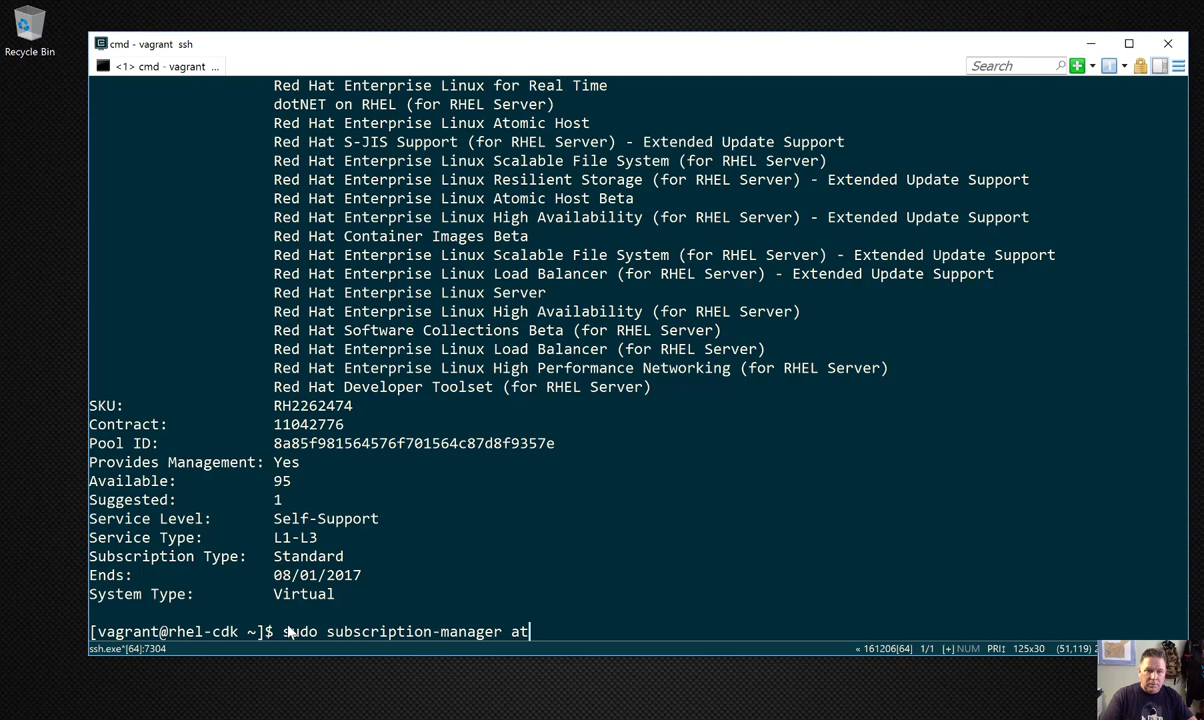 Recycle Bin
cmd - vagrant ssh
<1> cmd - vagrant ...
Search
Red Hat Enterprise Linux for Real Time
dotNET on RHEL (for RHEL Server)
Red Hat Enterprise Linux Atomic Host
Red Hat S-JIS Support (for RHEL Server) - Extended Update Support
Red Hat Enterprise Linux Scalable File System (for RHEL Server)
Red Hat Enterprise Linux Resilient Storage (for RHEL Server) - Extended Update Support
Red Hat Enterprise Linux Atomic Host Beta
Red Hat Enterprise Linux High Availability (for RHEL Server) - Extended Update Support
Red Hat Container Images Beta
Red Hat Enterprise Linux Scalable File System (for RHEL Server) - Extended Update Support
Red Hat Enterprise Linux Load Balancer (for RHEL Server) - Extended Update Support
Red Hat Enterprise Linux Server
Red Hat Enterprise Linux High Availability (for RHEL Server)
Red Hat Software Collections Beta (for RHEL Server)
Red Hat Enterprise Linux Load Balancer (for RHEL Server)
Red Hat Enterprise Linux High Performance Networking (for RHEL Server)
Red Hat Developer Toolset (for RHEL Server)
SKU: RH2262474
Contract: 11042776
Pool ID: 8a85f981564576f701564c87d8f9357e
Provides Management: Yes
Available: 95
Suggested: 1
Service Level: Self-Support
Service Type: L1-L3
Subscription Type: Standard
Ends: 08/01/2017
System Type: Virtual
[vagrant@rhel-cdk ~]$ sudo subscription-manager at
ssh.exe*[64]:7304 « 161206[64] 1/1 [+] NUM PRI↕ 125x30 (51,119)